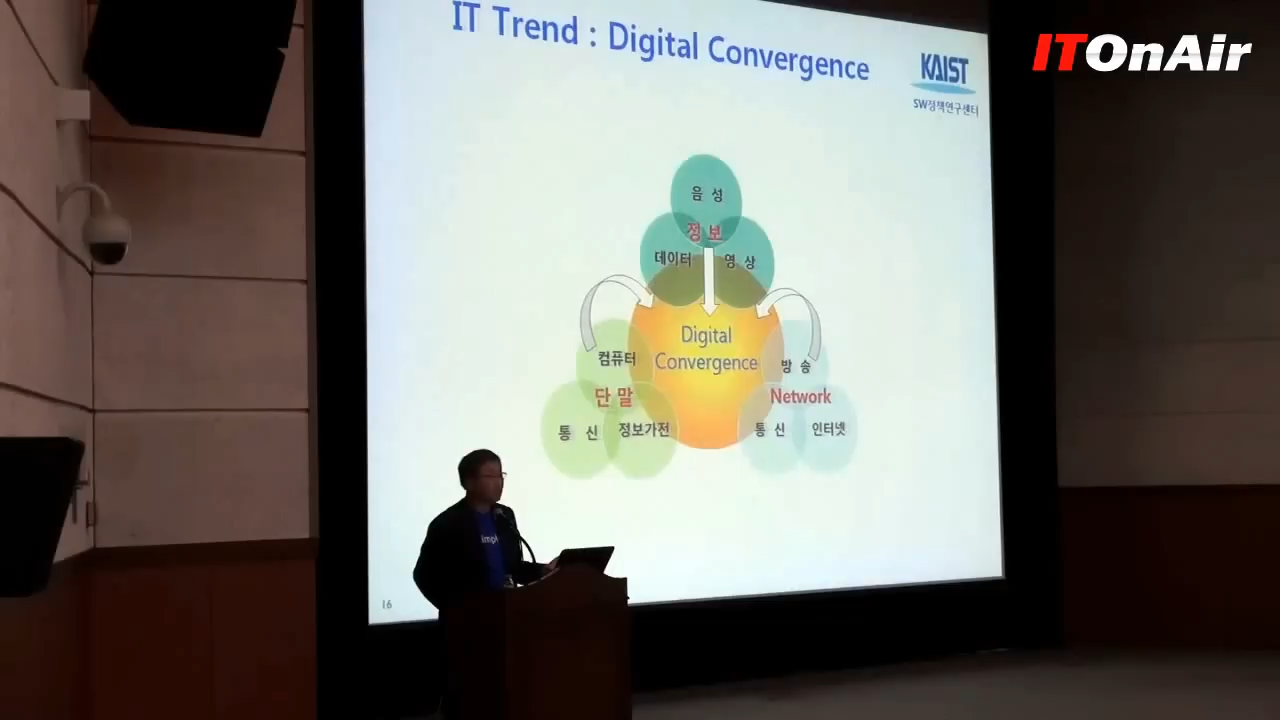 IT Trend : Digital Convergence
ITOnAir
KAIST
SW정책연구센터
음 성
정 보
데이터
영 상
Digital
Convergence
컴퓨터
단 말
통 신
정보가전
방 송
Network
통 신
인터넷
16